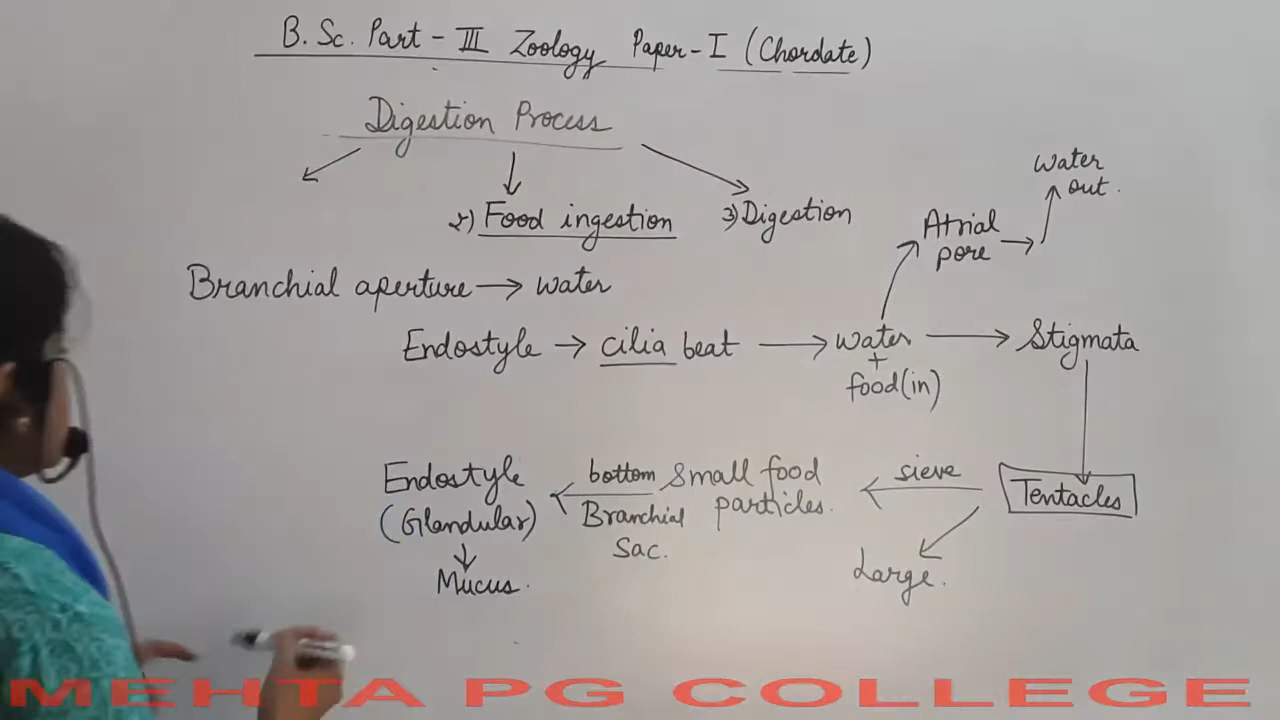 B. Sc. Part - III Zoology Paper - I (Chordate)
Digestion Process
2) Food ingestion
3) Digestion
Water out.
Atrial pore
Branchial aperture → water
Endostyle → cilia beat → water → Stigmata
+
food(in)
Endostyle
(Glandular)
Mucus.
bottom
Branchial
Sac.
Small food
particles.
sieve
Tentacles
Large.
MEHTA PG COLLEGE